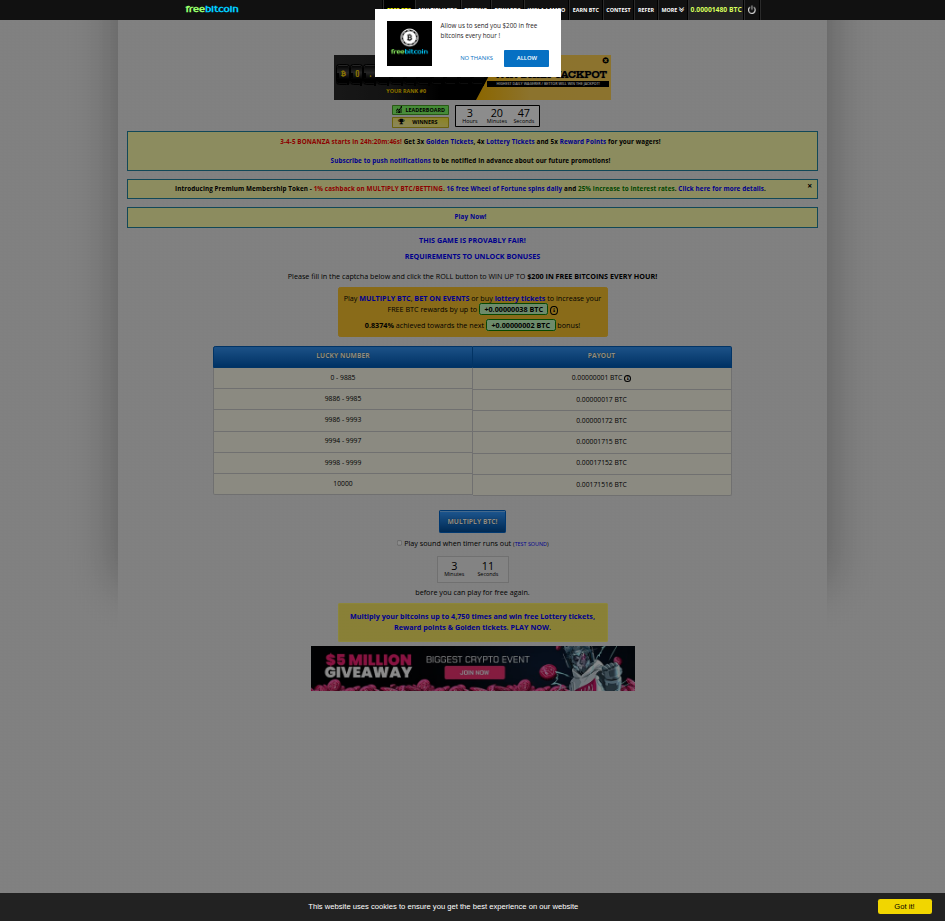 freebitcoin
EARN BTC
CONTEST
REFER
MORE
0.00001480 BTC
Allow us to send you $200 in free
bitcoins every hour !
freebitcoin
NO THANKS
ALLOW
JACKPOT
YOUR RANK #0
HIGHEST DAILY WAGERER / BETTOR WILL WIN THE JACKPOT
LEADERBOARD
WINNERS
3 20 47
Hours Minutes Seconds
3-4-5 BONANZA starts in 24h:20m:46s! Get 3x Golden Tickets, 4x Lottery Tickets and 5x Reward Points for your wagers!
Subscribe to push notifications to be notified in advance about our future promotions!
Introducing Premium Membership Token - 1% cashback on MULTIPLY BTC/BETTING. 16 free Wheel of Fortune spins daily and 25% increase to interest rates. Click here for more details.
Play Now!
THIS GAME IS PROVABLY FAIR!
REQUIREMENTS TO UNLOCK BONUSES
Please fill in the captcha below and click the ROLL button to WIN UP TO $200 IN FREE BITCOINS EVERY HOUR!
Play MULTIPLY BTC, BET ON EVENTS or buy lottery tickets to increase your
FREE BTC rewards by up to +0.00000038 BTC
0.8374% achieved towards the next +0.00000002 BTC bonus!
LUCKY NUMBER PAYOUT
0 - 9885 0.00000001 BTC
9886 - 9985 0.00000017 BTC
9986 - 9993 0.00000172 BTC
9994 - 9997 0.00001715 BTC
9998 - 9999 0.00017152 BTC
10000 0.00171516 BTC
MULTIPLY BTC!
Play sound when timer runs out (TEST SOUND)
3 11
Minutes Seconds
before you can play for free again.
Multiply your bitcoins up to 4,750 times and win free Lottery tickets,
Reward points & Golden tickets. PLAY NOW.
$5 MILLION
GIVEAWAY
BIGGEST CRYPTO EVENT
JOIN NOW
This website uses cookies to ensure you get the best experience on our website
Got it!